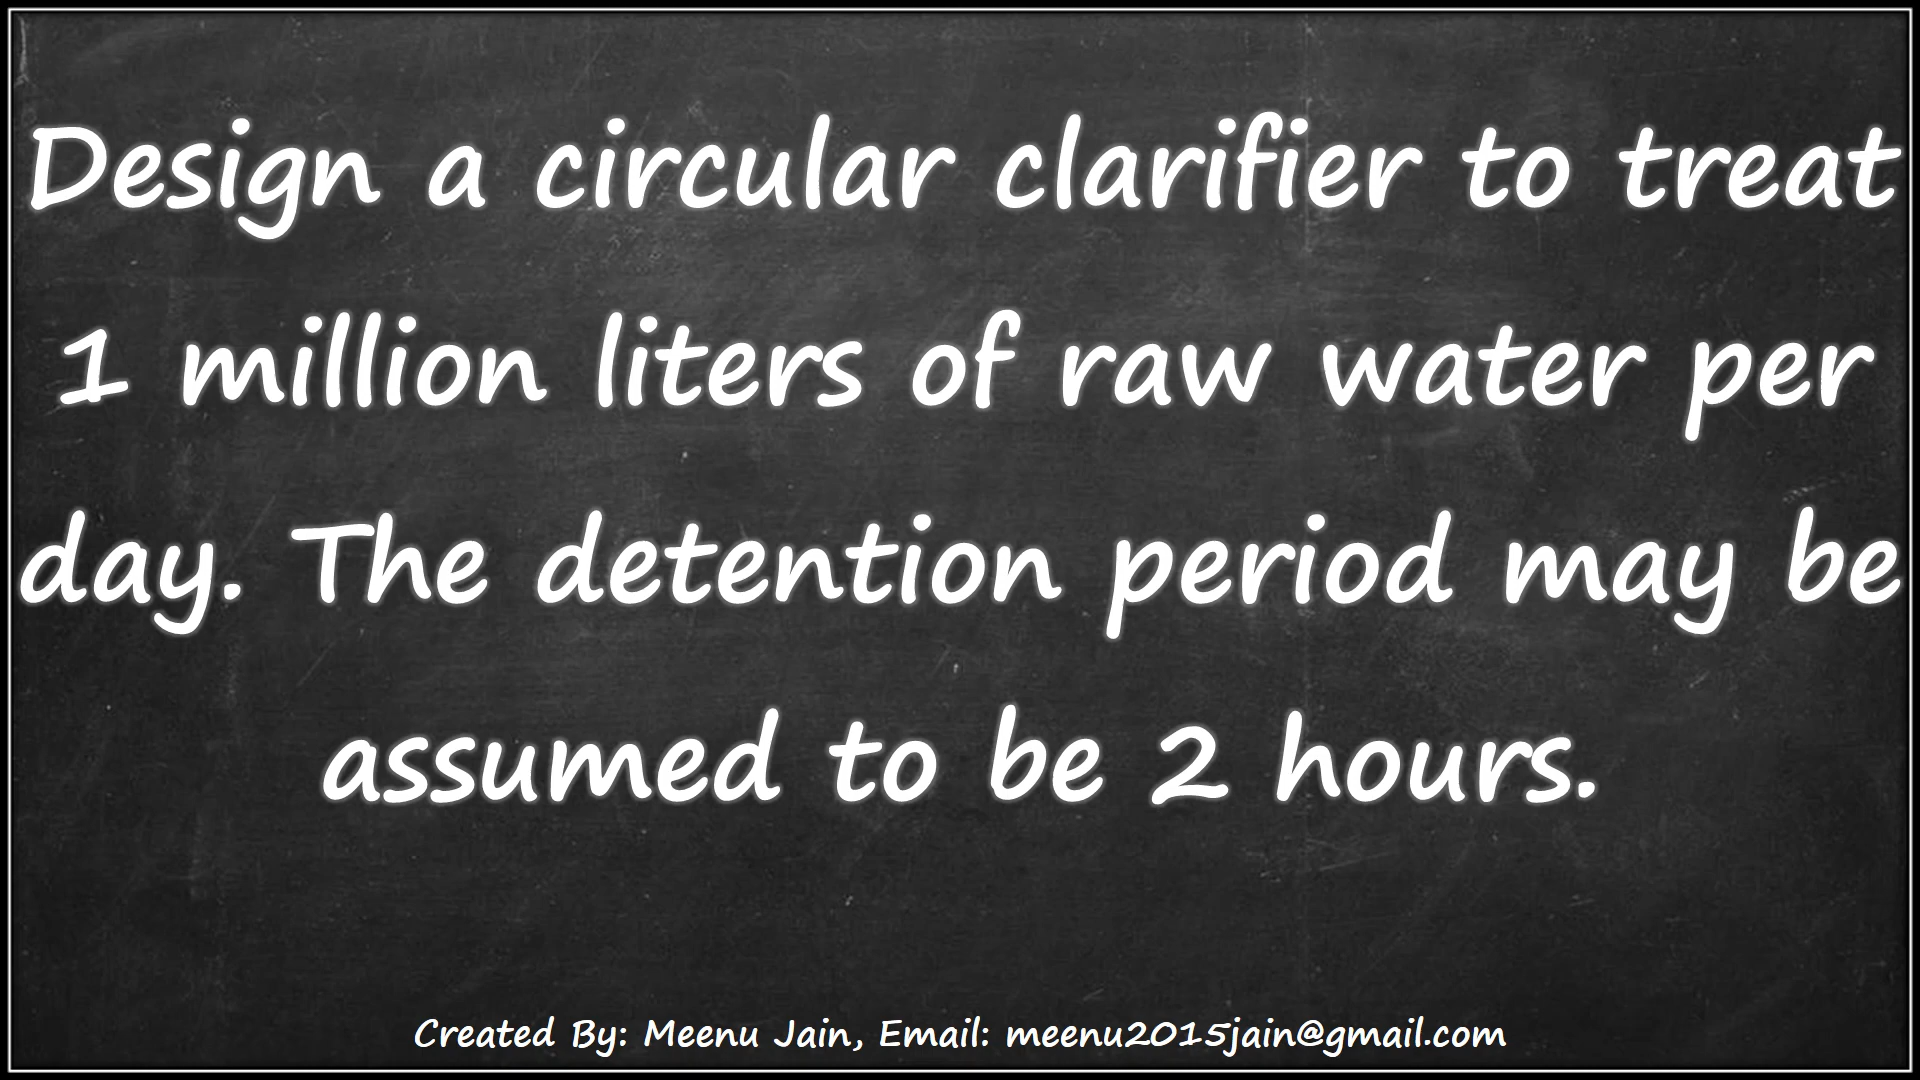 Design a circular clarifier to treat
1 million liters of raw water per
day. The detention period may be
assumed to be 2 hours.
Created By: Meenu Jain, Email: meenu2015jain@gmail.com